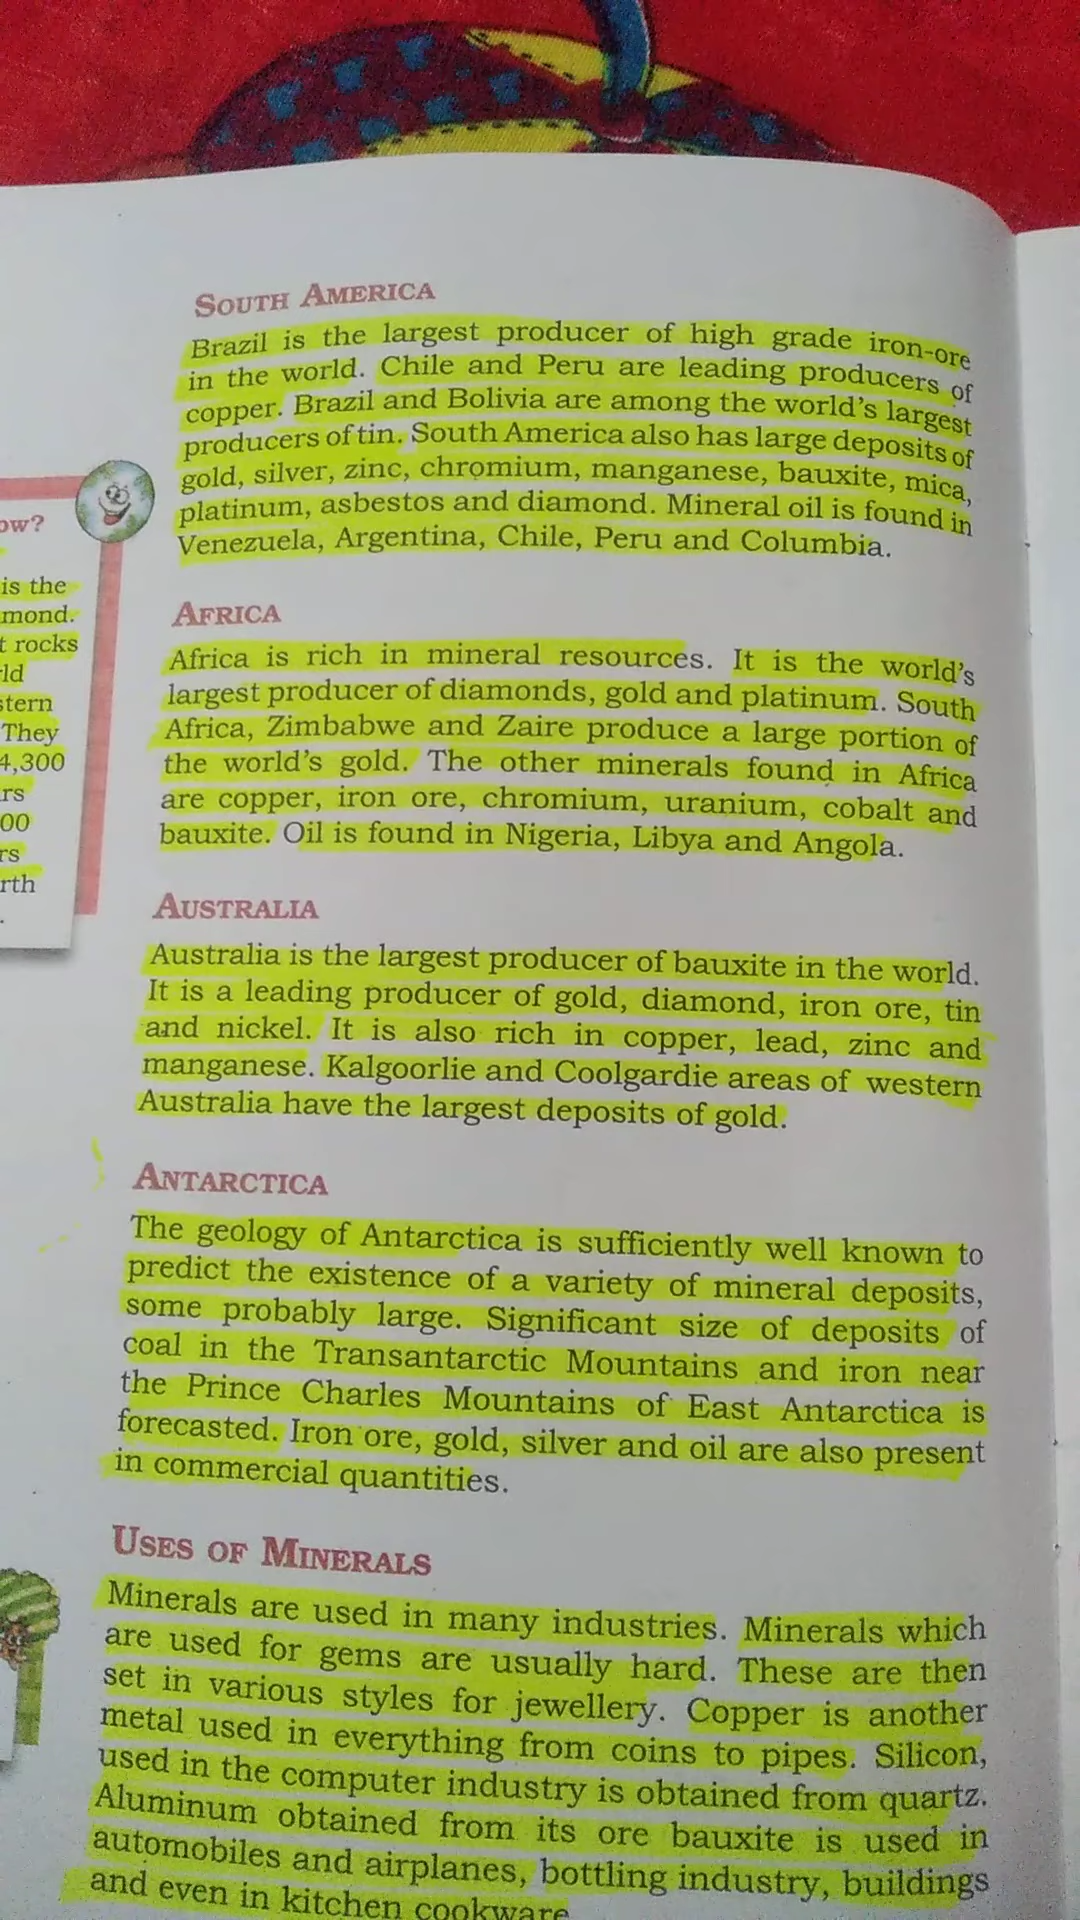 SOUTH AMERICA
Brazil is the largest producer of high grade iron-ore
in the world. Chile and Peru are leading producers of
copper. Brazil and Bolivia are among the world's largest
producers of tin. South America also has large deposits of
gold, silver, zinc, chromium, manganese, bauxite, mica,
platinum, asbestos and diamond. Mineral oil is found in
Venezuela, Argentina, Chile, Peru and Columbia.
ow?
is the
mond.
t rocks
rld
stern
They
4,300
rs
00
rs
rth
.
AFRICA
Africa is rich in mineral resources. It is the world's
largest producer of diamonds, gold and platinum. South
Africa, Zimbabwe and Zaire produce a large portion of
the world's gold. The other minerals found in Africa
are copper, iron ore, chromium, uranium, cobalt and
bauxite. Oil is found in Nigeria, Libya and Angola.
AUSTRALIA
Australia is the largest producer of bauxite in the world.
It is a leading producer of gold, diamond, iron ore, tin
and nickel. It is also rich in copper, lead, zinc and
manganese. Kalgoorlie and Coolgardie areas of western
Australia have the largest deposits of gold.
ANTARCTICA
The geology of Antarctica is sufficiently well known to
predict the existence of a variety of mineral deposits,
some probably large. Significant size of deposits of
coal in the Transantarctic Mountains and iron near
the Prince Charles Mountains of East Antarctica is
forecasted. Iron ore, gold, silver and oil are also present
in commercial quantities.
USES OF MINERALS
Minerals are used in many industries. Minerals which
are used for gems are usually hard. These are then
set in various styles for jewellery. Copper is another
metal used in everything from coins to pipes. Silicon,
used in the computer industry is obtained from quartz.
Aluminum obtained from its ore bauxite is used in
automobiles and airplanes, bottling industry, buildings
and even in kitchen cookware